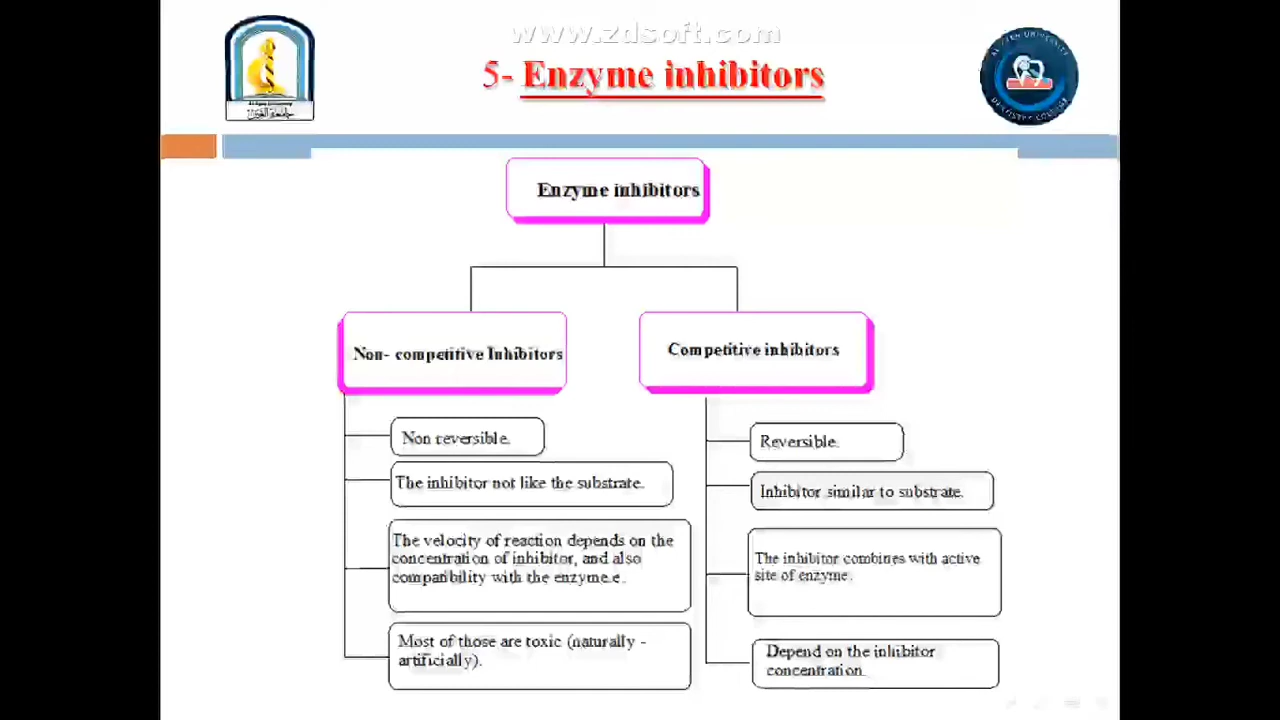 www.zdsoft.com
5- Enzyme inhibitors
Enzyme inhibitors
Non- competitive Inhibitors
Non reversible.
The inhibitor not like the substrate.
The velocity of reaction depends on the
concentration of inhibitor, and also
compatibility with the enzyme.e.
Most of those are toxic (naturally -
artificially).
Competitive inhibitors
Reversible.
Inhibitor similar to substrate.
The inhibitor combines with active
site of enzyme.
Depend on the inhibitor
concentration.